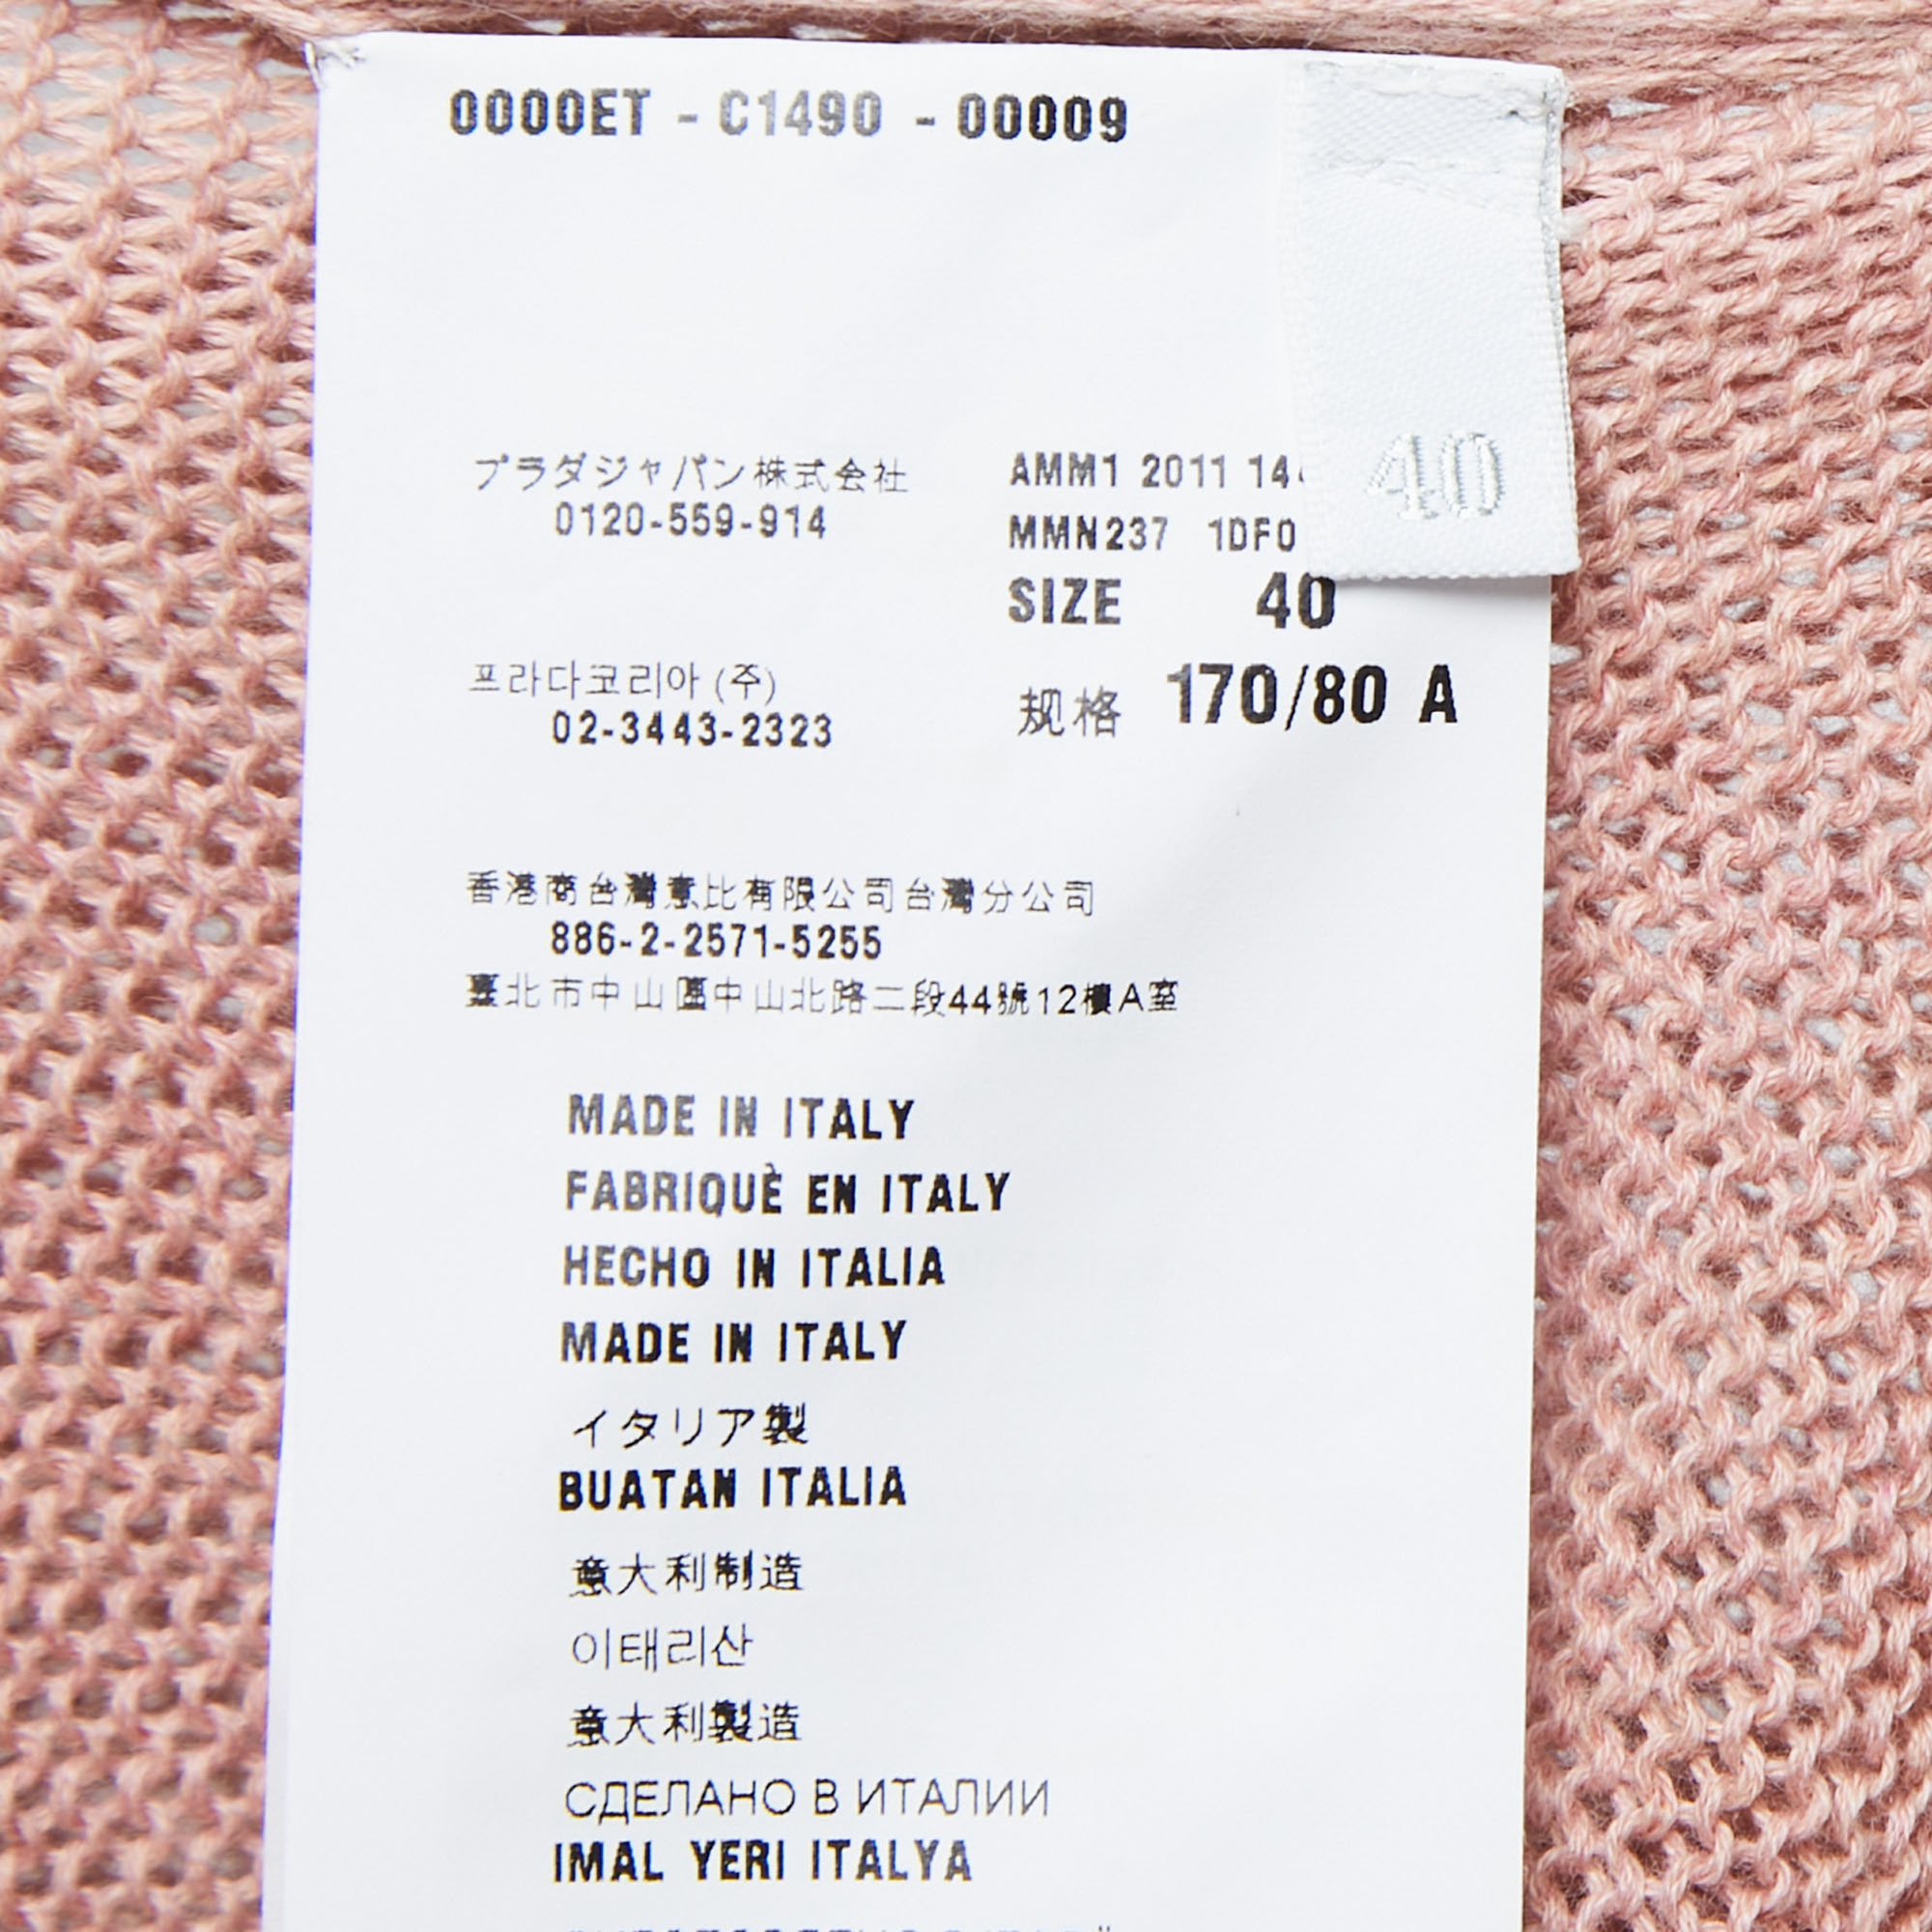 0000ET - C1490 - 00009
40
プラダジャパン株式会社
0120-559-914
AMM1 2011
MMN237 1DF0
SIZE 40
프라다코리아 (주)
02-3443-2323
规格 170/80 A
香港商台灣意比有限公司台灣分公司
886-2-2571-5255
臺北市中山區中山北路二段44號12樓A室
MADE IN ITALY
FABRIQUÈ EN ITALY
HECHO IN ITALIA
MADE IN ITALY
イタリア製
BUATAN ITALIA
意大利制造
이태리산
意大利製造
СДЕЛАНО В ИТАЛИИ
IMAL YERI ITALYA